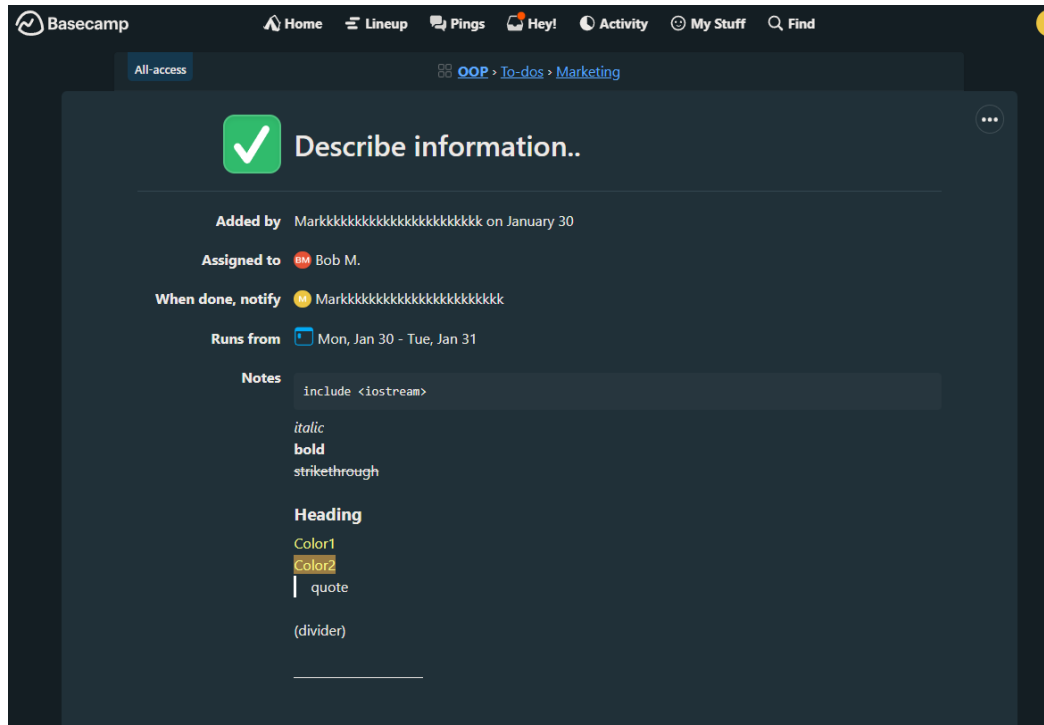 Basecamp Home Lineup Pings Hey! Activity My Stuff Find
All-access OOP › To-dos › Marketing
Describe information..
Added by Markkkkkkkkkkkkkkkkkkkkkkk on January 30
Assigned to BM Bob M.
When done, notify M Markkkkkkkkkkkkkkkkkkkkkkk
Runs from Mon, Jan 30 - Tue, Jan 31
Notes
include <iostream>
italic
bold
strikethrough
Heading
Color1
Color2
quote
(divider)